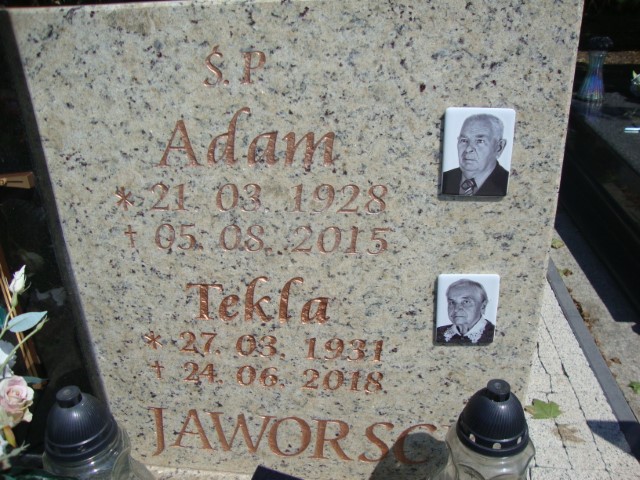 Ś.P
Adam
* 21. 03. 1928
† 05. 08. 2015
Tekla
* 27. 03. 1931
† 24. 06. 2018
JAWORSC